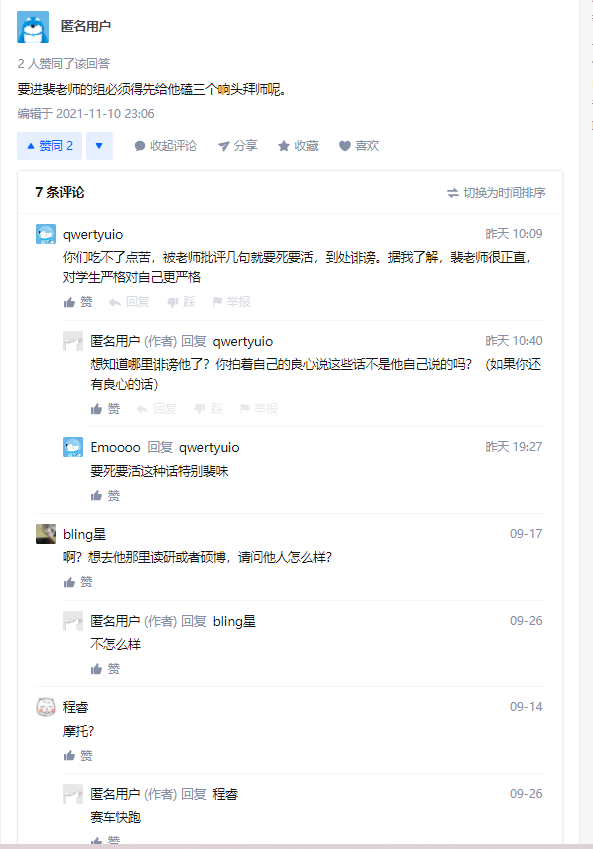 匿名用户
2 人赞同了该回答
要进裴老师的组必须得先给他磕三个响头拜师呢。
编辑于 2021-11-10 23:06
赞同 2
收起评论
分享
收藏
喜欢
7 条评论
切换为时间排序
qwertyuio
昨天 10:09
你们吃不了点苦，被老师批评几句就要死要活，到处诽谤。据我了解，裴老师很正直，
对学生严格对自己更严格
赞 回复 踩 举报
匿名用户 (作者) 回复 qwertyuio
昨天 10:40
想知道哪里诽谤他了？你拍着自己的良心说这些话不是他自己说的吗？（如果你还
有良心的话）
赞 回复 踩 举报
Emoooo 回复 qwertyuio
昨天 19:27
要死要活这种话特别裴味
赞
bling星
09-17
啊？想去他那里读研或者硕博，请问他人怎么样？
赞
匿名用户 (作者) 回复 bling星
09-26
不怎么样
赞
程睿
09-14
摩托？
赞
匿名用户 (作者) 回复 程睿
09-26
赛车快跑
赞